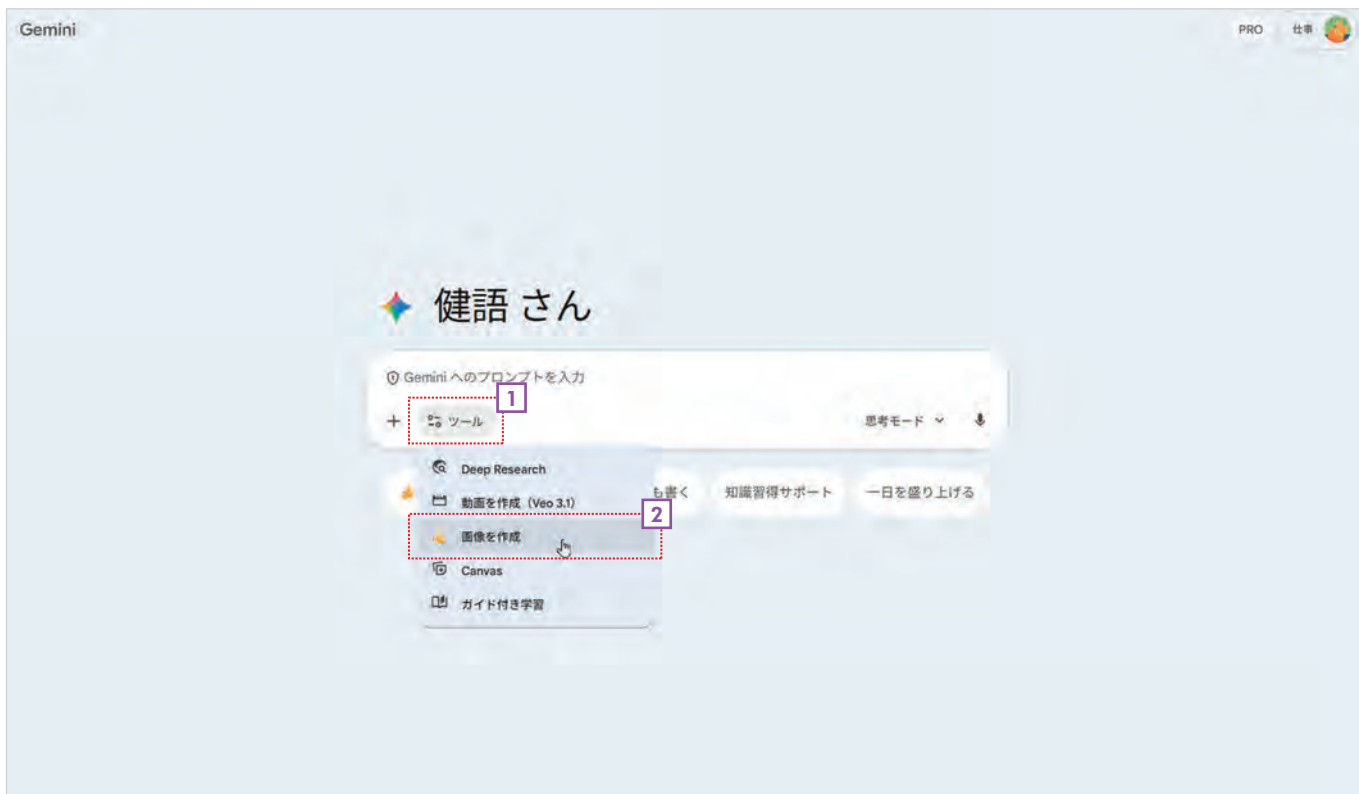 Gemini
PRO 仕事
健語 さん
Gemini へのプロンプトを入力
1
ツール
思考モード
Deep Research
動画を作成（Veo 3.1）
も書く 知識習得サポート 一日を盛り上げる
2
画像を作成
Canvas
ガイド付き学習